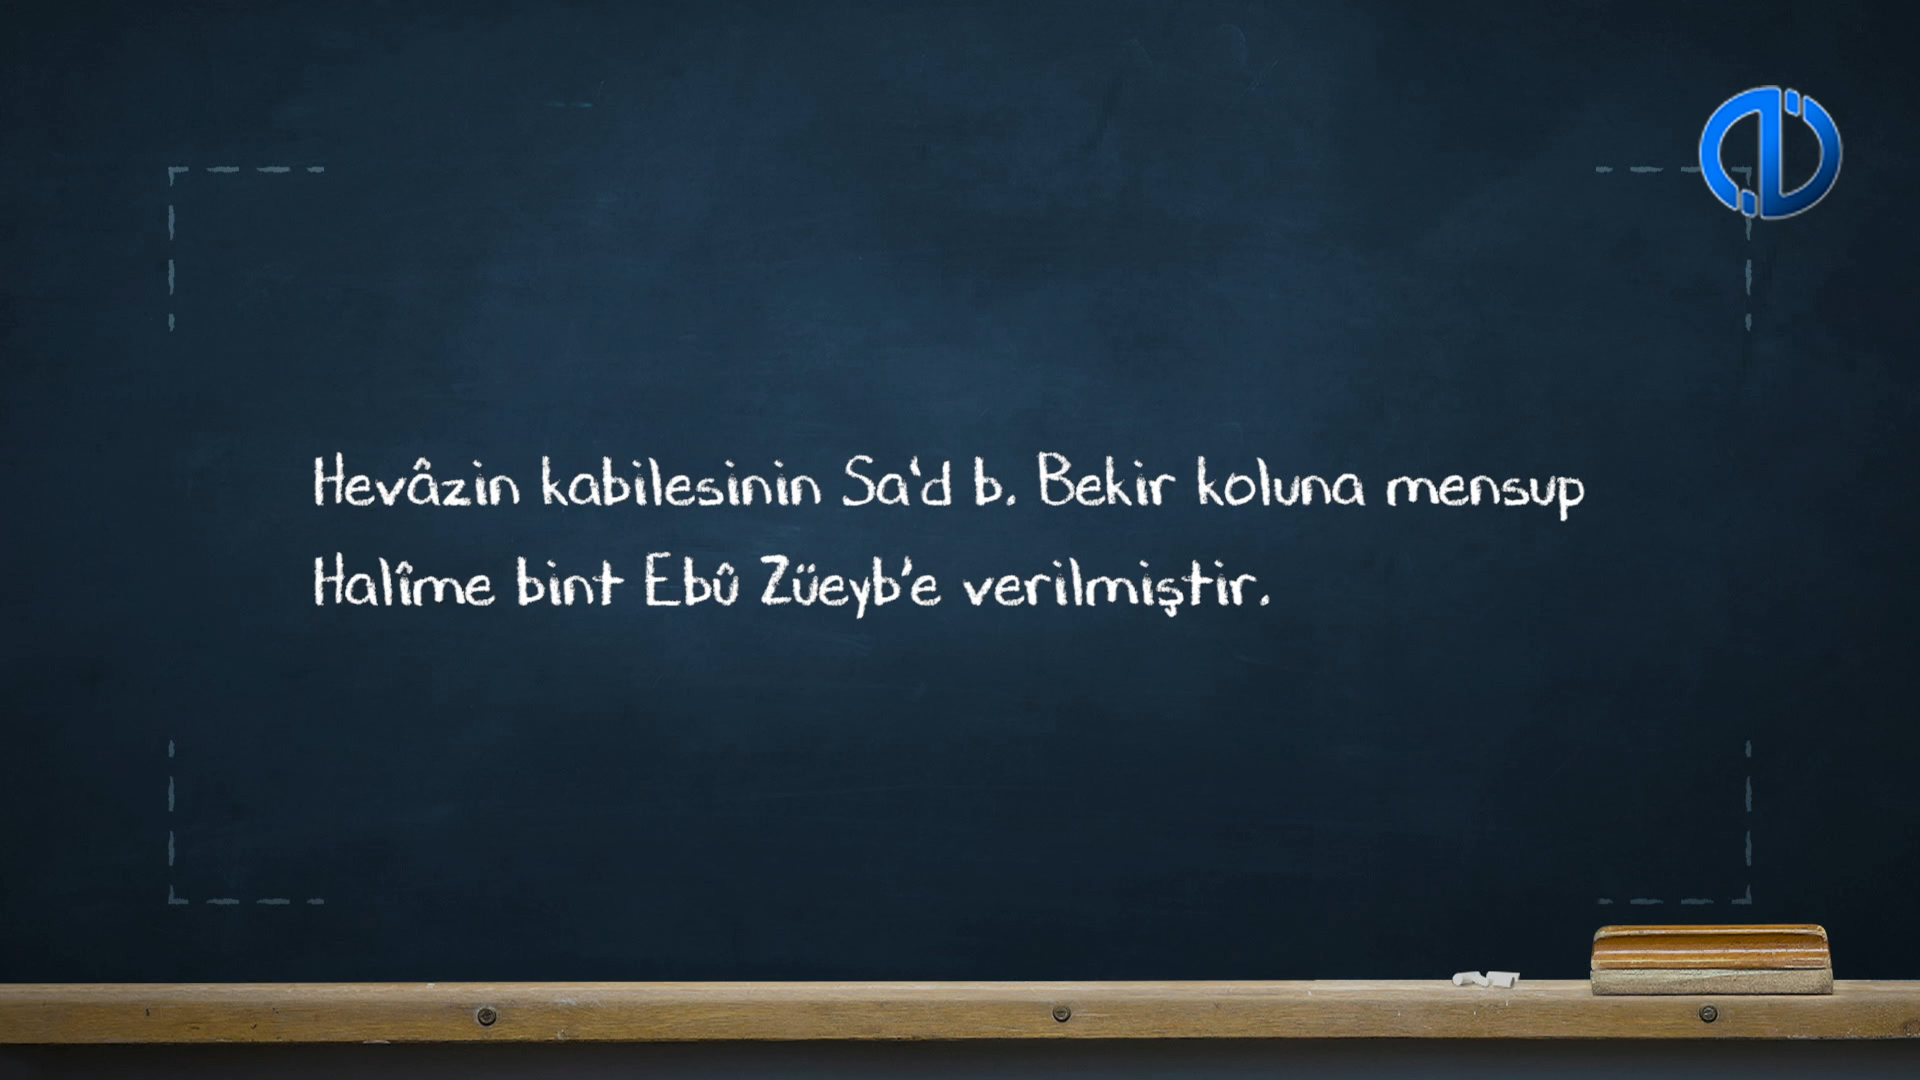 Hevâzin kabilesinin Sa‘d b. Bekir koluna mensup
Halîme bint Ebû Züeyb’e verilmiştir.